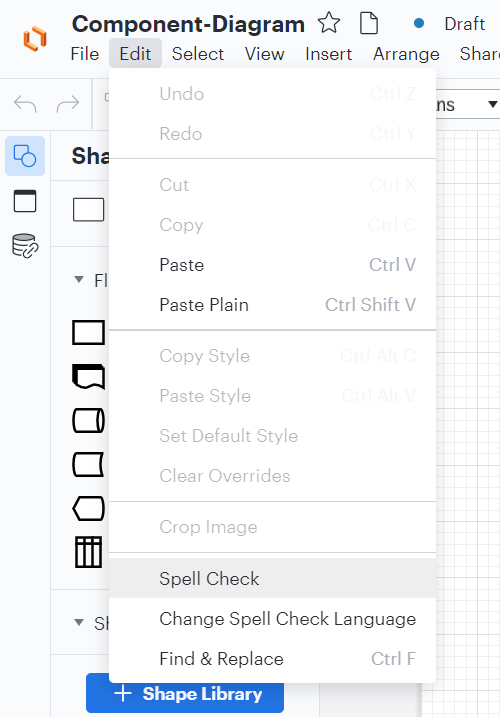 Component-Diagram Draft
File Edit Select View Insert Arrange
Undo Ctrl Z
Redo Ctrl Y
Cut Ctrl X
Copy Ctrl C
Paste Ctrl V
Paste Plain Ctrl Shift V
Copy Style Ctrl Alt C
Paste Style Ctrl Alt V
Set Default Style
Clear Overrides
Crop Image
Spell Check
Change Spell Check Language
Find & Replace Ctrl F
+ Shape Library